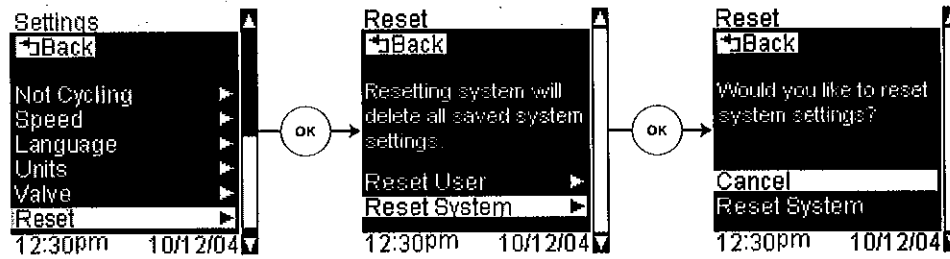 Settings
Back
Not Cycling
Speed
Language
Units
Valve
Reset
12:30pm 10/12/04
OK
Reset
Back
Resetting system will
delete all saved system
settings.
Reset User
Reset System
12:30pm 10/12/04
OK
Reset
Back
Would you like to reset
system settings?
Cancel
Reset System
12:30pm 10/12/04